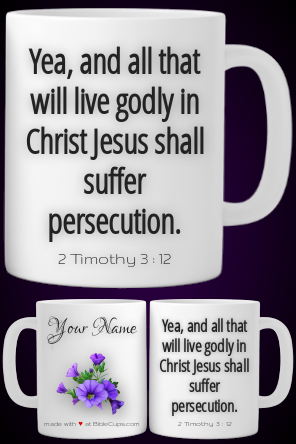 Yea, and all that
will live godly in
Christ Jesus shall
suffer
persecution.
2 Timothy 3 : 12
Your Name
made with ♥ at BibleCups.com
Yea, and all that
will live godly in
Christ Jesus shall
suffer
persecution.
2 Timothy 3 : 12